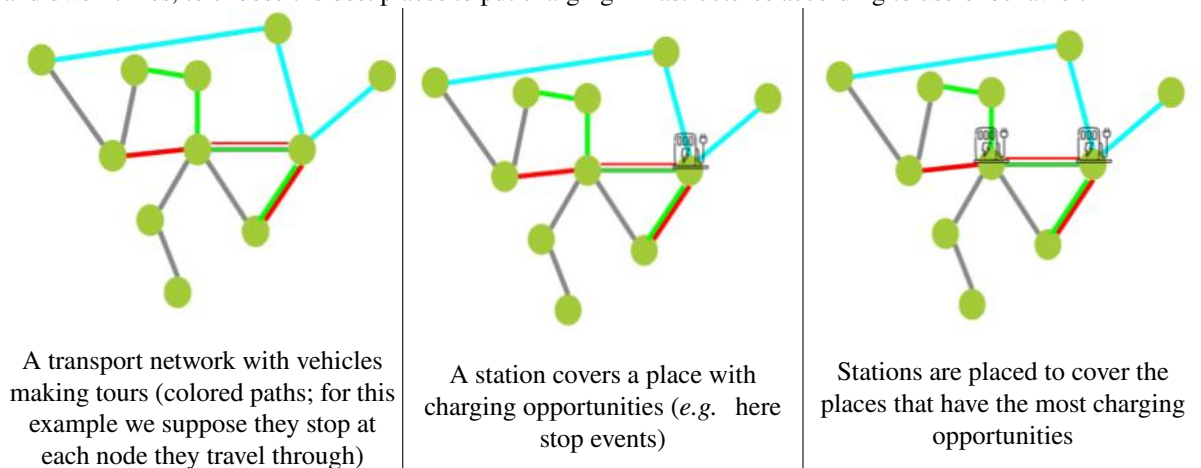 A transport network with vehicles
making tours (colored paths; for this
example we suppose they stop at
each node they travel through)
A station covers a place with
charging opportunities (e.g. here
stop events)
Stations are placed to cover the
places that have the most charging
opportunities